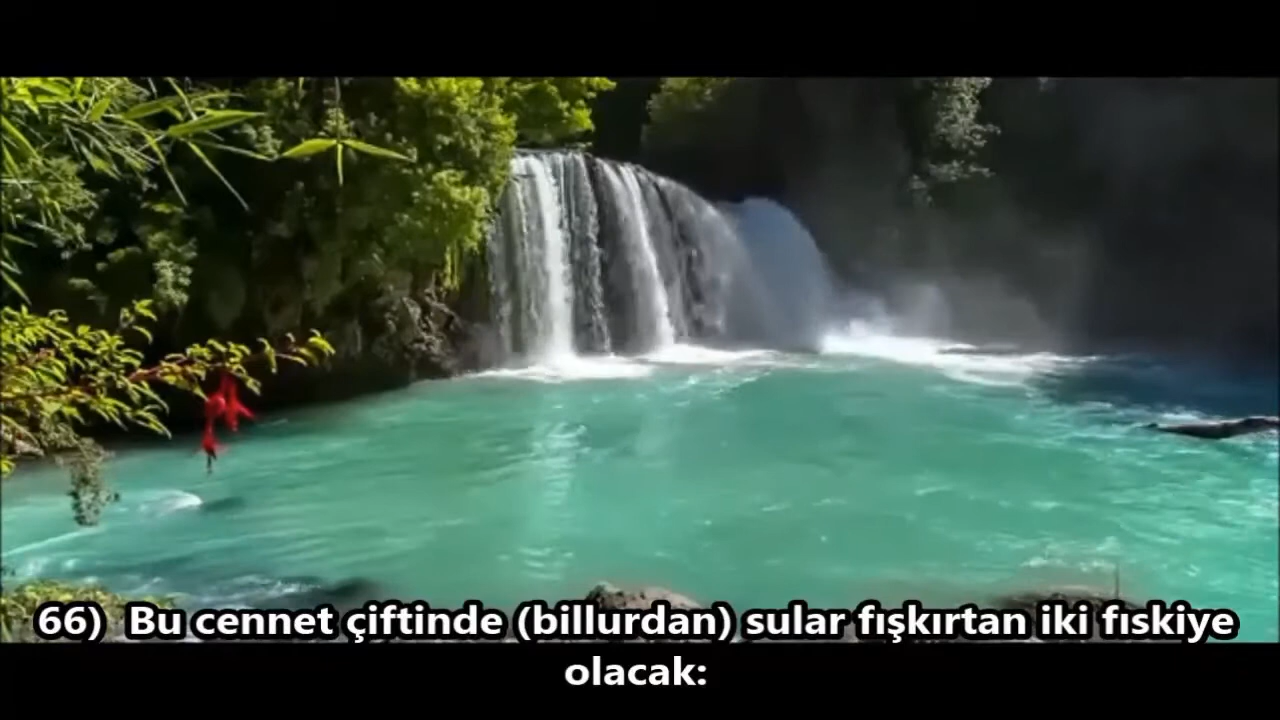 66)  Bu cennet çiftinde (billurdan) sular fışkırtan iki fıskiye
olacak: